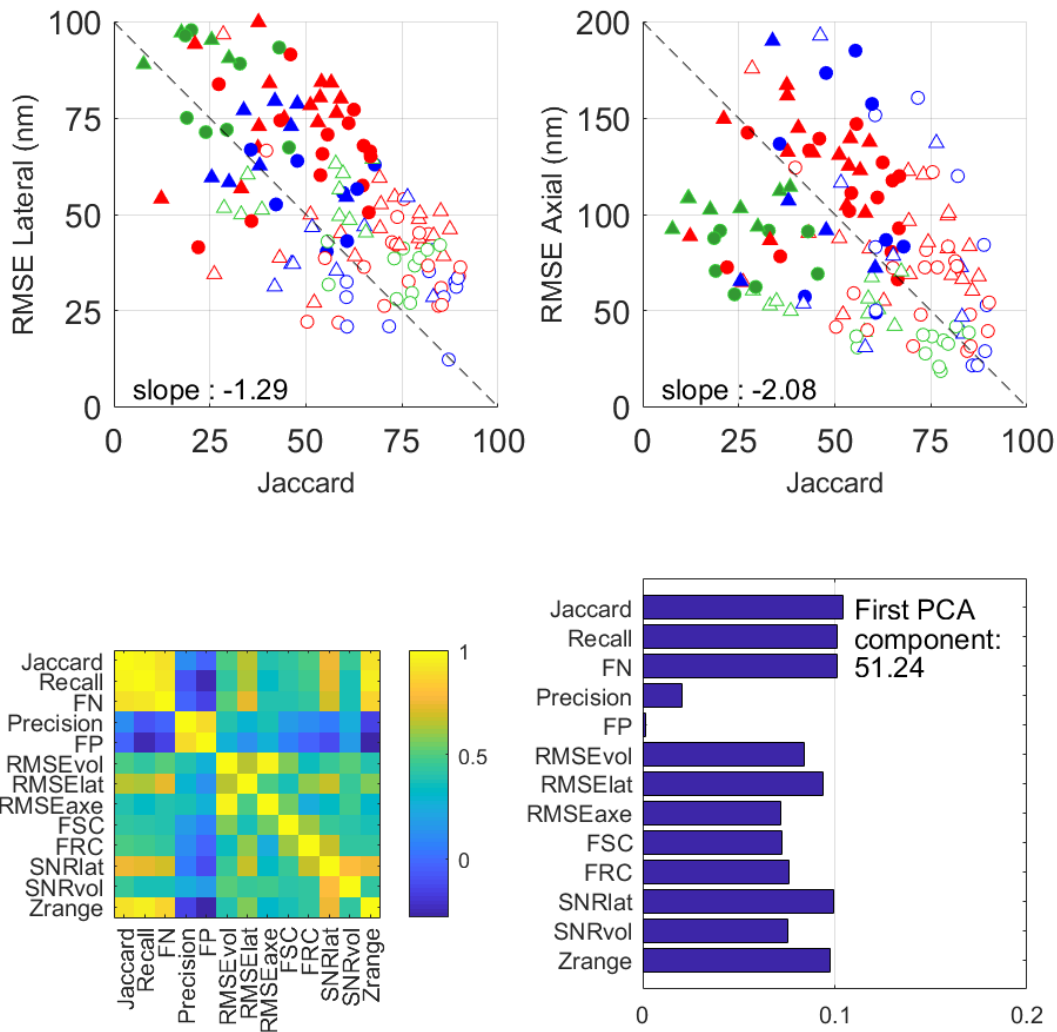 100
75
50
25
0
RMSE Lateral (nm)
slope : -1.29
0
25
50
75
100
Jaccard
200
150
100
50
0
RMSE Axial (nm)
slope : -2.08
0
25
50
75
100
Jaccard
Jaccard
Recall
FN
Precision
FP
RMSEvol
RMSElat
RMSEaxe
FSC
FRC
SNRlat
SNRvol
Zrange
Jaccard
Recall
FN
Precision
FP
RMSEvol
RMSElat
RMSEaxe
FSC
FRC
SNRlat
SNRvol
Zrange
1
0.5
0
Jaccard
Recall
FN
Precision
FP
RMSEvol
RMSElat
RMSEaxe
FSC
FRC
SNRlat
SNRvol
Zrange
First PCA
component:
51.24
0
0.1
0.2